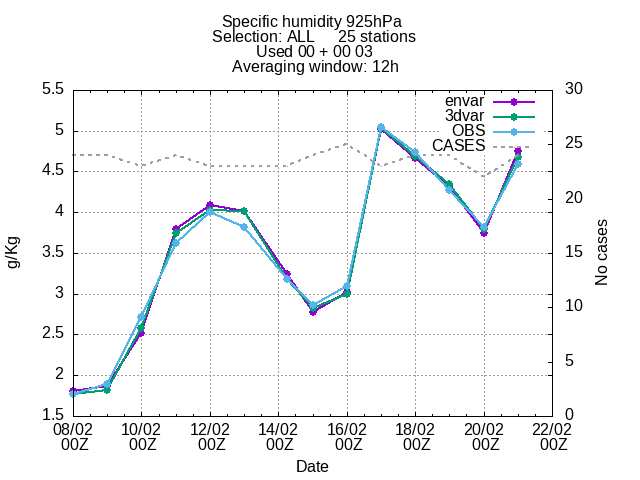 Specific humidity 925hPa
Selection: ALL 25 stations
Used 00 + 00 03
Averaging window: 12h
envar
3dvar
OBS
CASES
5.5
5
4.5
4
3.5
3
2.5
2
1.5
g/Kg
30
25
20
15
10
5
0
No cases
08/02 10/02 12/02 14/02 16/02 18/02 20/02 22/02
00Z 00Z 00Z 00Z 00Z 00Z 00Z 00Z
Date